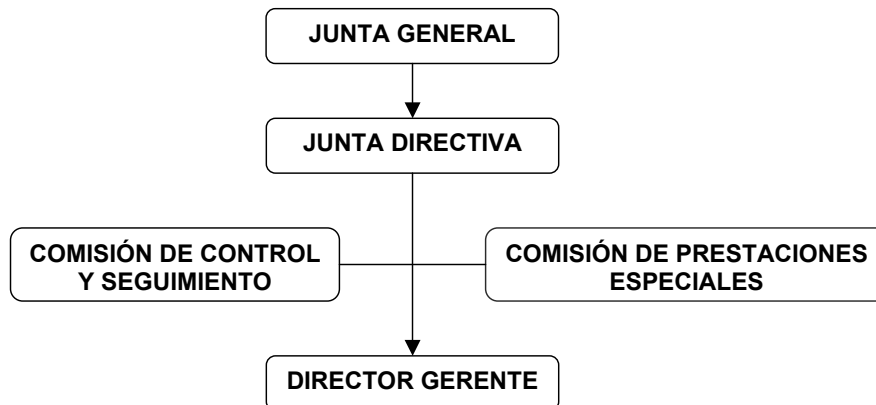 JUNTA GENERAL
JUNTA DIRECTIVA
COMISIÓN DE CONTROL
Y SEGUIMIENTO
COMISIÓN DE PRESTACIONES
ESPECIALES
DIRECTOR GERENTE